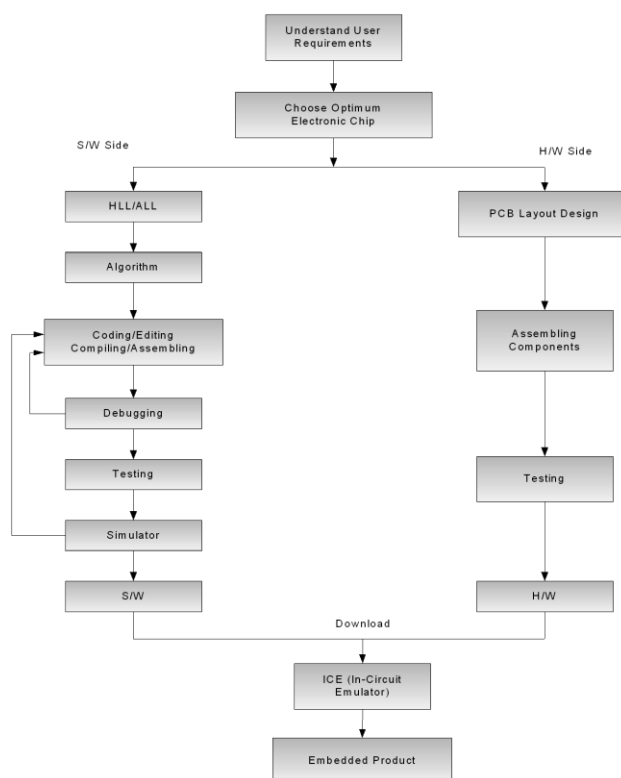 Understand User
Requirements
Choose Optimum
Electronic Chip
S/W Side
H/W Side
HLL/ALL
PCB Layout Design
Algorithm
Coding/Editing
Compiling/Assembling
Assembling
Components
Debugging
Testing
Testing
Simulator
S/W
H/W
Download
ICE (In-Circuit
Emulator)
Embedded Product